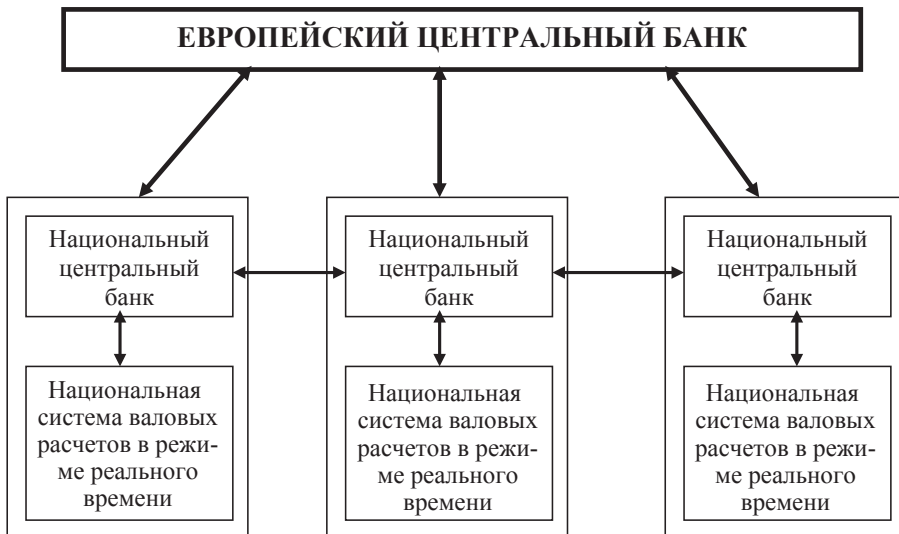 ЕВРОПЕЙСКИЙ ЦЕНТРАЛЬНЫЙ БАНК
Национальный
центральный
банк
Национальная
система валовых
расчетов в режи-
ме реального
времени
Национальный
центральный
банк
Национальная
система валовых
расчетов в режи-
ме реального
времени
Национальный
центральный
банк
Национальная
система валовых
расчетов в режи-
ме реального
времени